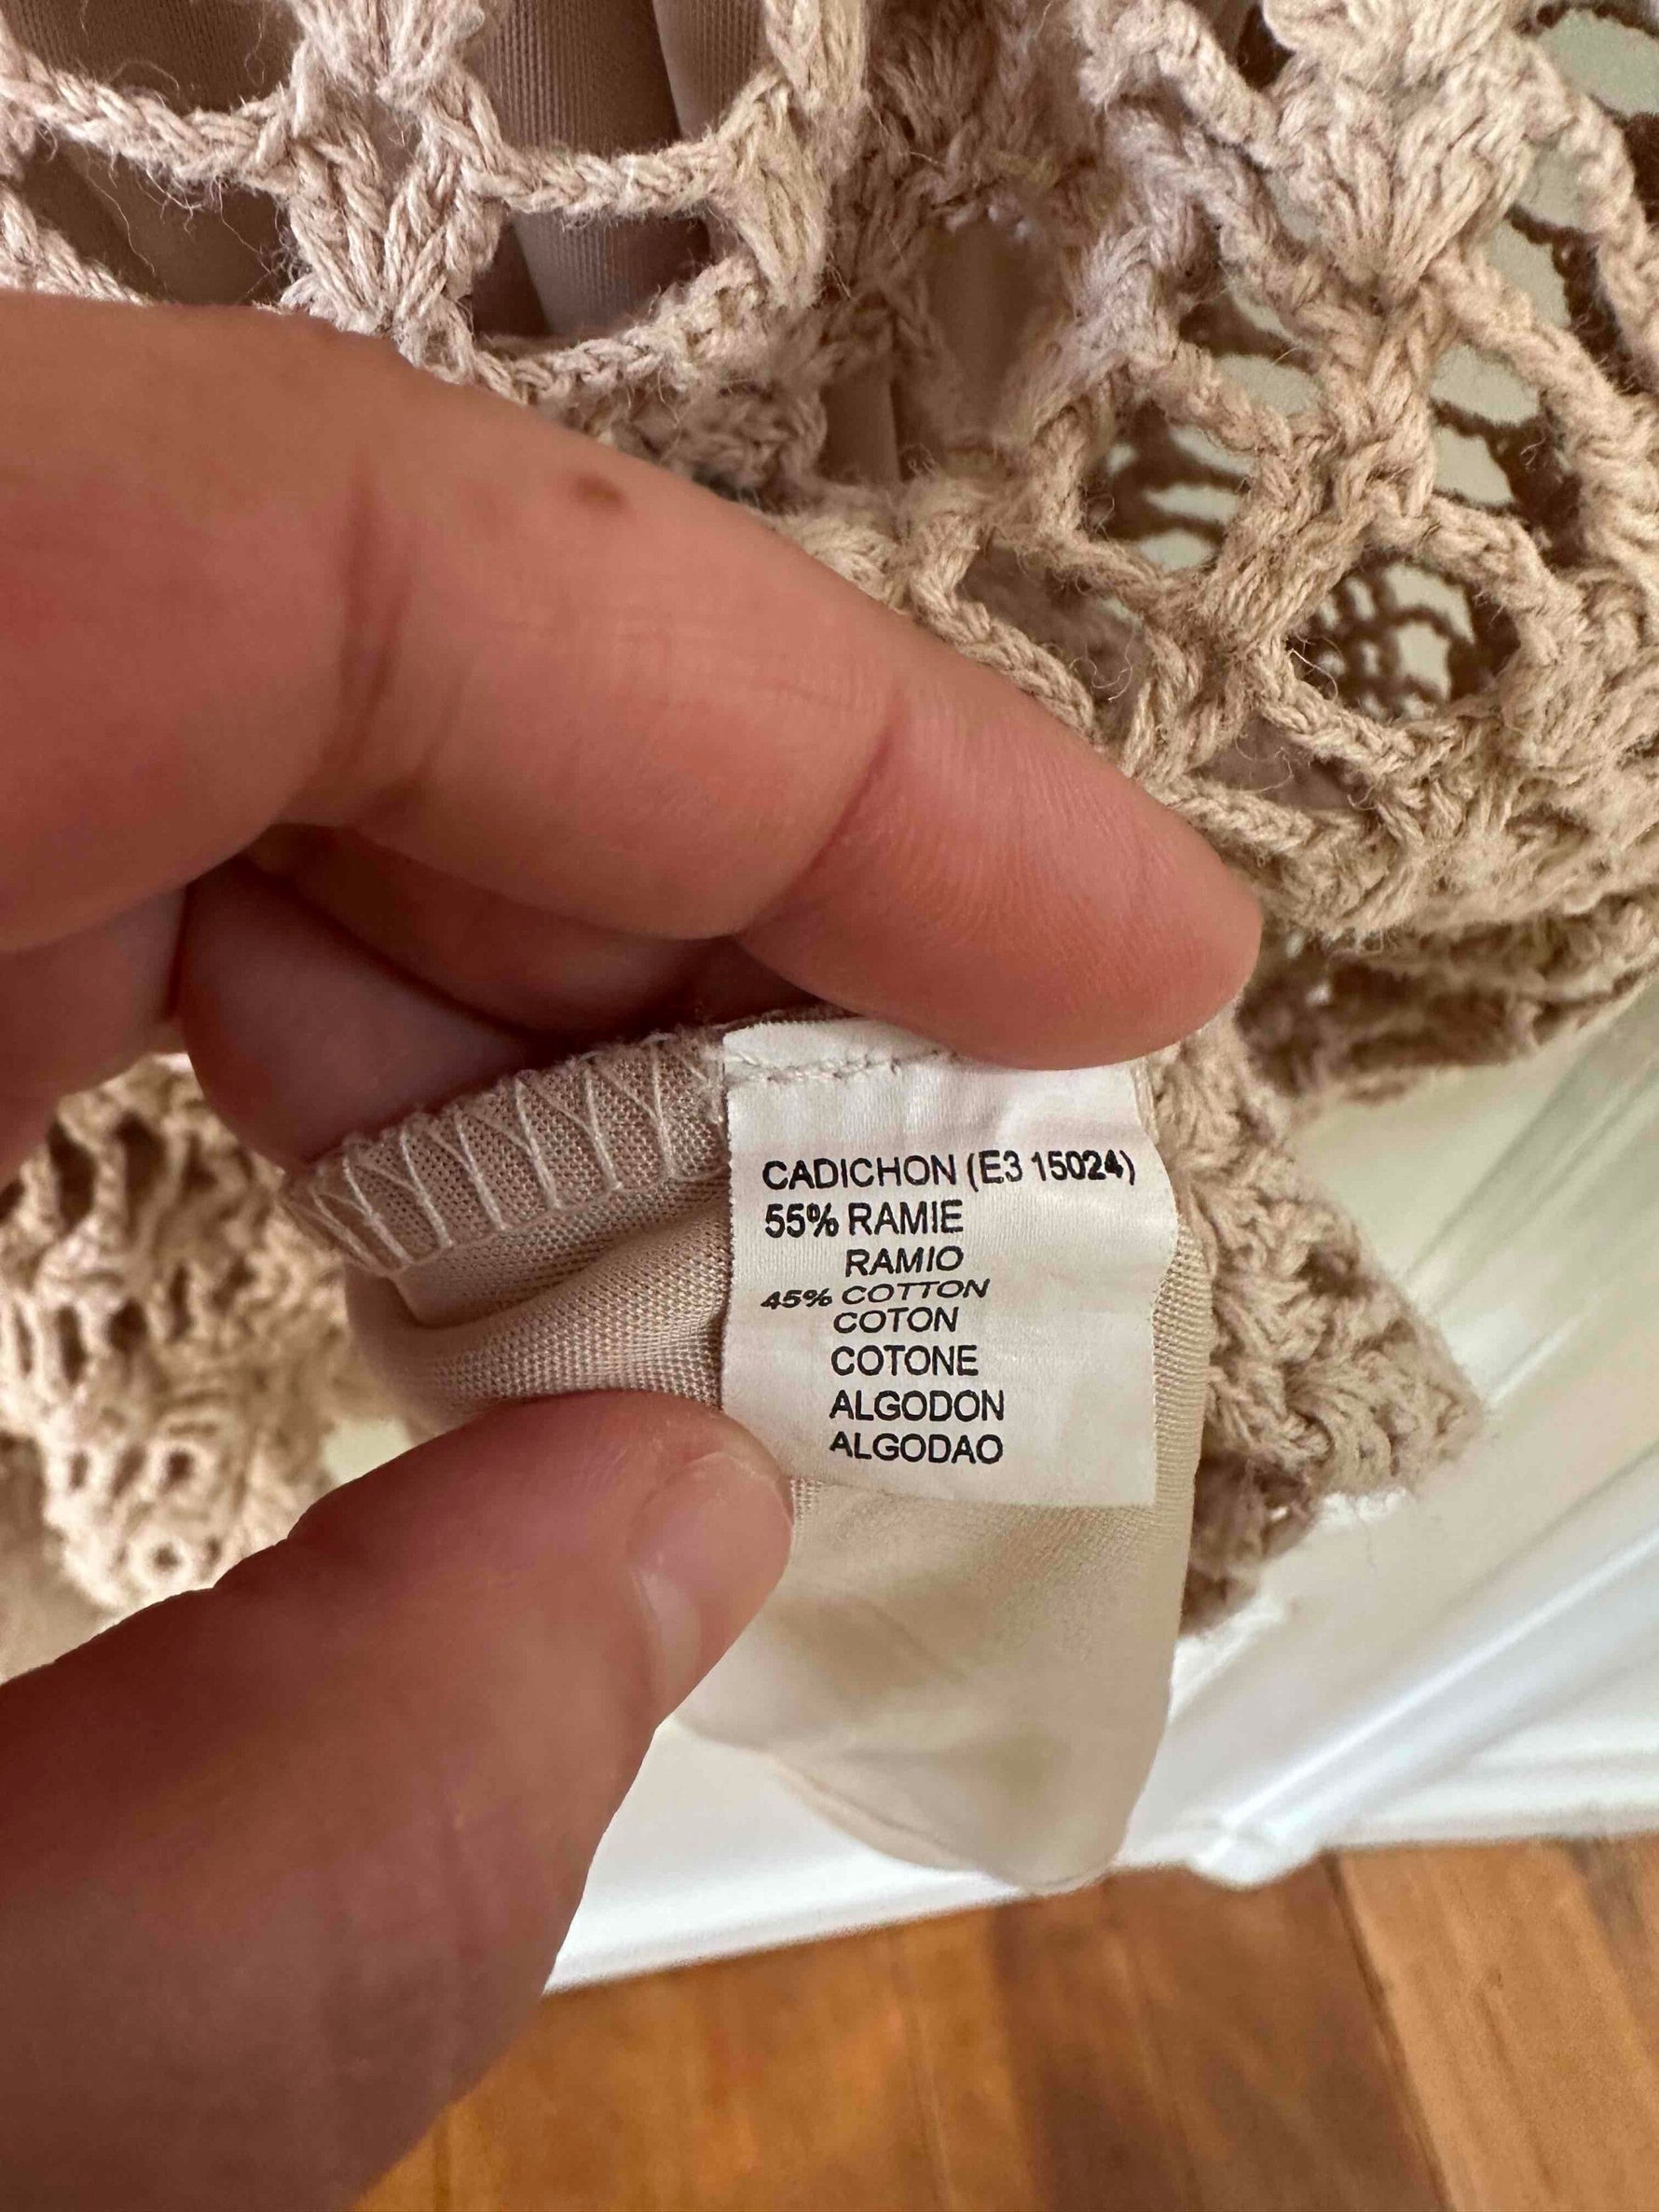 CADICHON (E3 15024)
55% RAMIE
RAMIO
45% COTTON
COTON
COTONE
ALGODON
ALGODAO